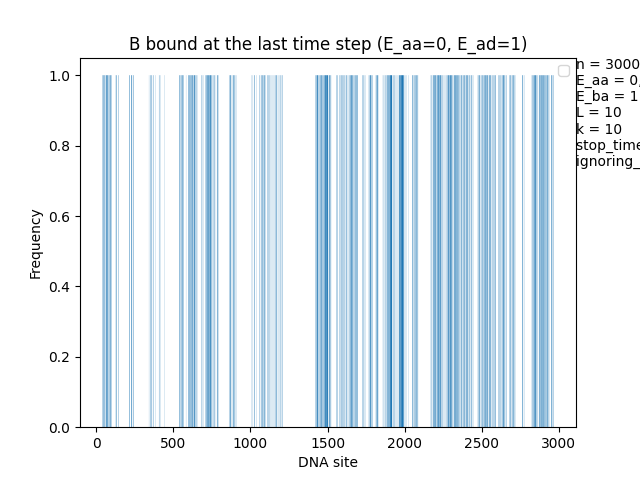 B bound at the last time step (E_aa=0, E_ad=1)
n = 3000
E_aa = 0,
E_ba = 1
L = 10
k = 10
stop_time
ignoring_
Frequency
1.0
0.8
0.6
0.4
0.2
0.0
0 500 1000 1500 2000 2500 3000
DNA site